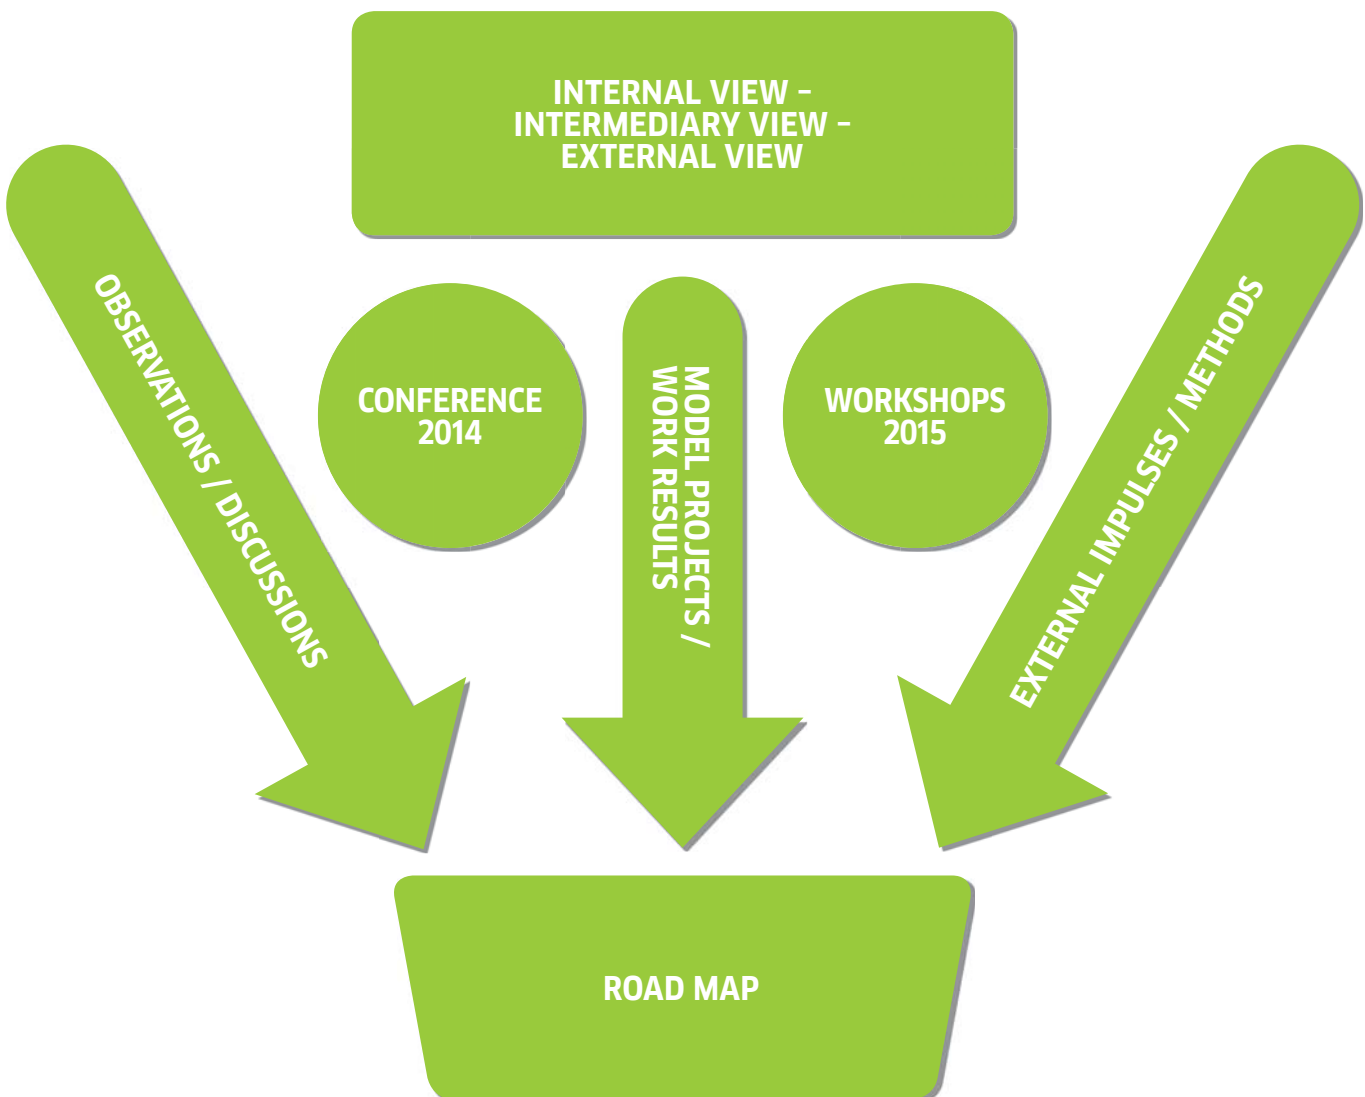 INTERNAL VIEW –
INTERMEDIARY VIEW –
EXTERNAL VIEW
OBSERVATIONS / DISCUSSIONS
CONFERENCE
2014
MODEL PROJECTS /
WORK RESULTS
WORKSHOPS
2015
EXTERNAL IMPULSES / METHODS
ROAD MAP